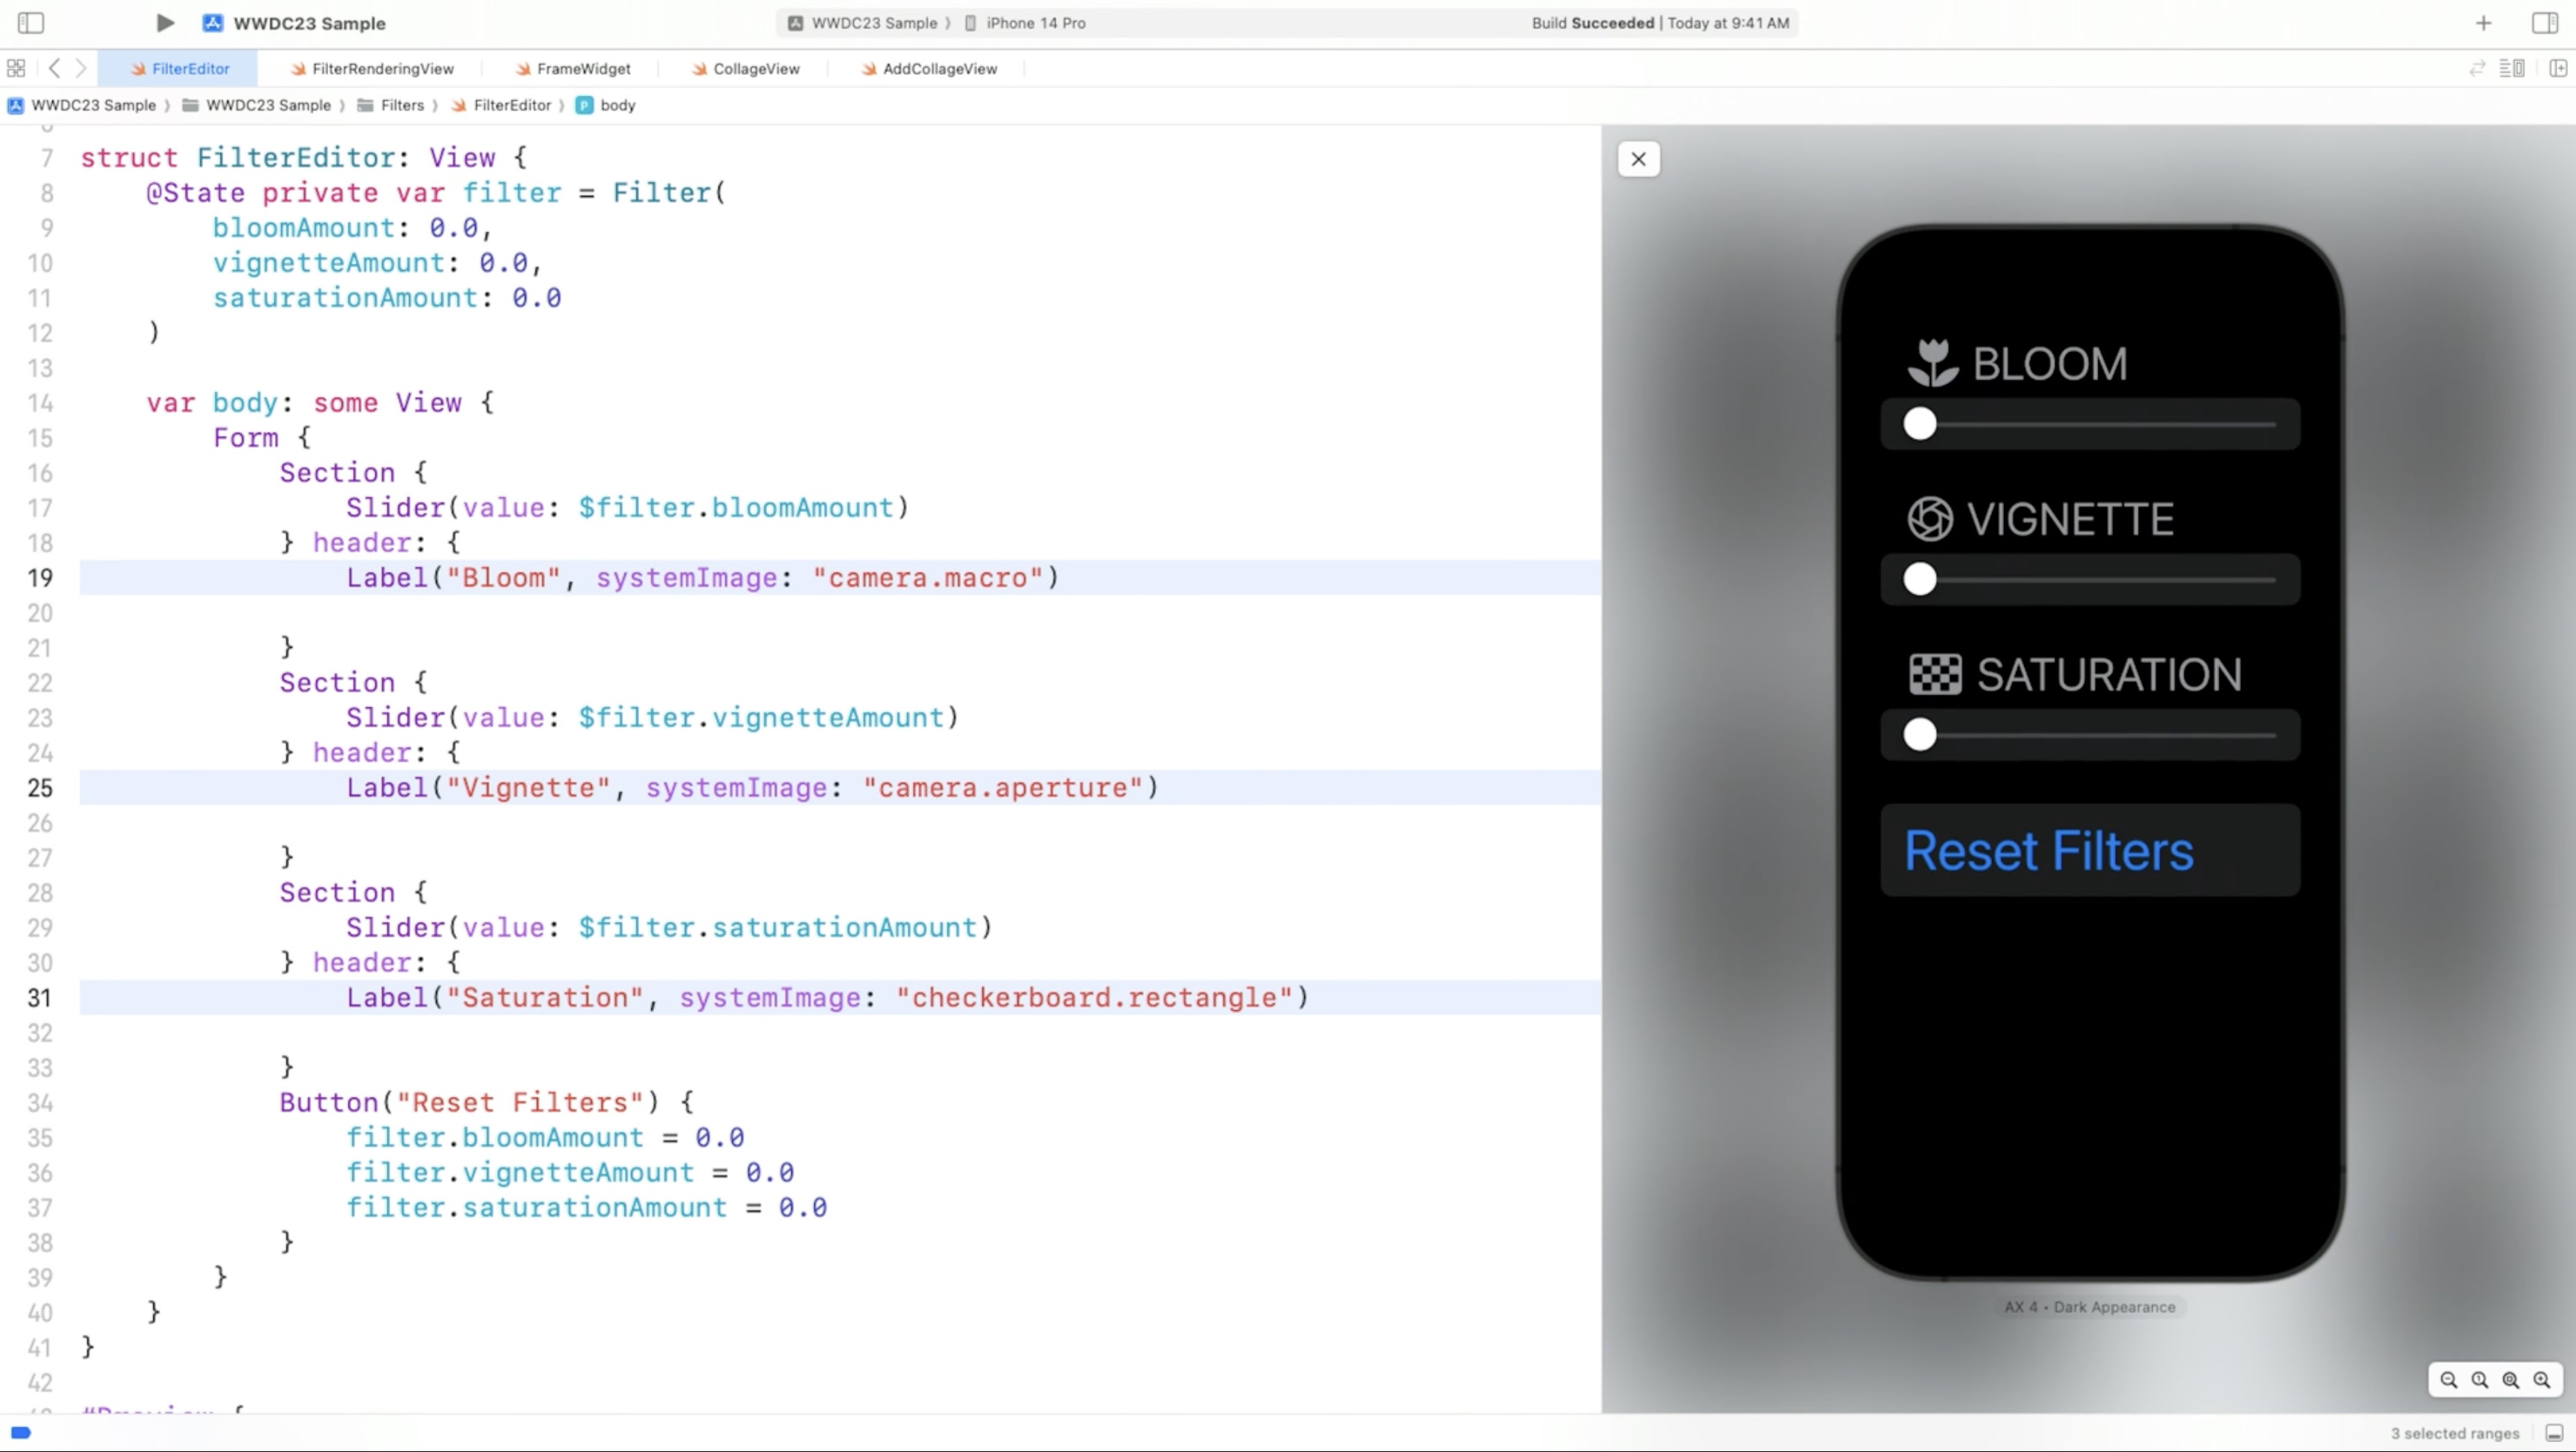 WWDC23 Sample
WWDC23 Sample 〉 iPhone 14 Pro
Build Succeeded | Today at 9:41 AM
FilterEditor
FilterRenderingView
FrameWidget
CollageView
AddCollageView
WWDC23 Sample 〉 WWDC23 Sample 〉 Filters 〉 FilterEditor 〉 P body
7 struct FilterEditor: View {
8 @State private var filter = Filter(
9 bloomAmount: 0.0,
10 vignetteAmount: 0.0,
11 saturationAmount: 0.0
12 )
13
14 var body: some View {
15 Form {
16 Section {
17 Slider(value: $filter.bloomAmount)
18 } header: {
19 Label("Bloom", systemImage: "camera.macro")
20
21 }
22 Section {
23 Slider(value: $filter.vignetteAmount)
24 } header: {
25 Label("Vignette", systemImage: "camera.aperture")
26
27 }
28 Section {
29 Slider(value: $filter.saturationAmount)
30 } header: {
31 Label("Saturation", systemImage: "checkerboard.rectangle")
32
33 }
34 Button("Reset Filters") {
35 filter.bloomAmount = 0.0
36 filter.vignetteAmount = 0.0
37 filter.saturationAmount = 0.0
38 }
39 }
40 }
41 }
42
BLOOM
VIGNETTE
SATURATION
Reset Filters
AX 4 • Dark Appearance
3 selected ranges